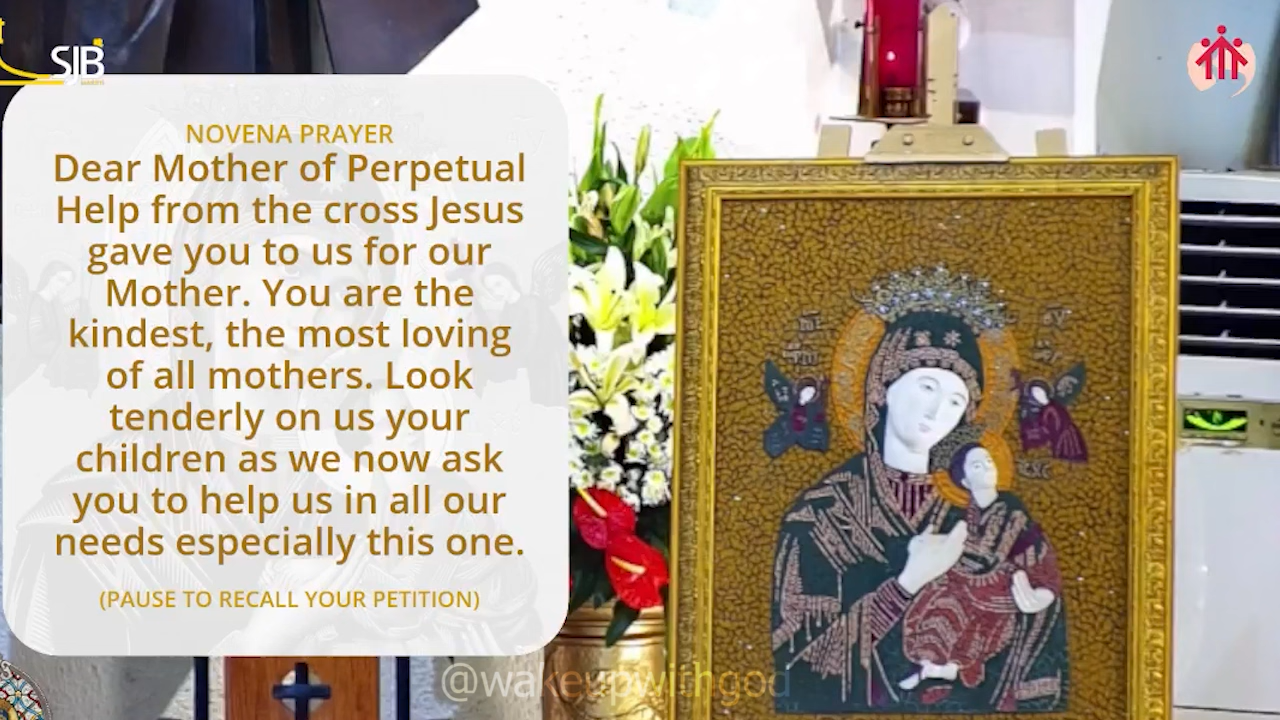 SJB
NOVENA PRAYER
Dear Mother of Perpetual
Help from the cross Jesus
gave you to us for our
Mother. You are the
kindest, the most loving
of all mothers. Look
tenderly on us your
children as we now ask
you to help us in all our
needs especially this one.
(PAUSE TO RECALL YOUR PETITION)
@wakeupwithgod